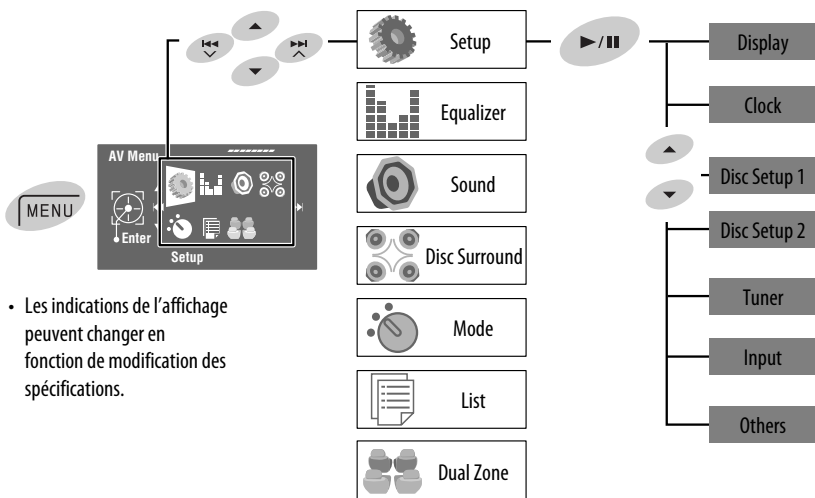 Setup
Display
Equalizer
Clock
AV Menu
Sound
Disc Setup 1
MENU
Enter
Setup
Disc Surround
Disc Setup 2
• Les indications de l'affichage
peuvent changer en
fonction de modification des
spécifications.
Mode
Tuner
List
Input
Dual Zone
Others